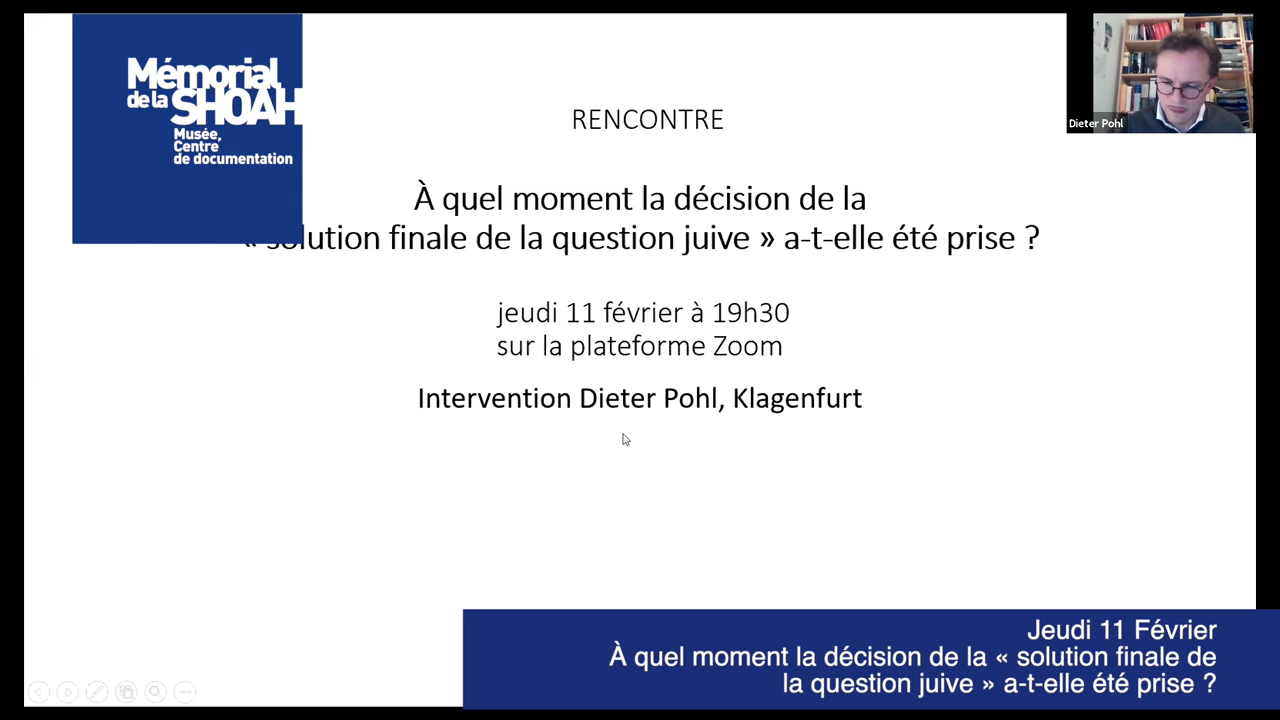 Mémorial
de la SHOAH
Musée,
Centre
de documentation
Dieter Pohl
RENCONTRE
À quel moment la décision de la
« solution finale de la question juive » a-t-elle été prise ?
jeudi 11 février à 19h30
sur la plateforme Zoom
Intervention Dieter Pohl, Klagenfurt
Jeudi 11 Février
À quel moment la décision de la « solution finale de
la question juive » a-t-elle été prise ?